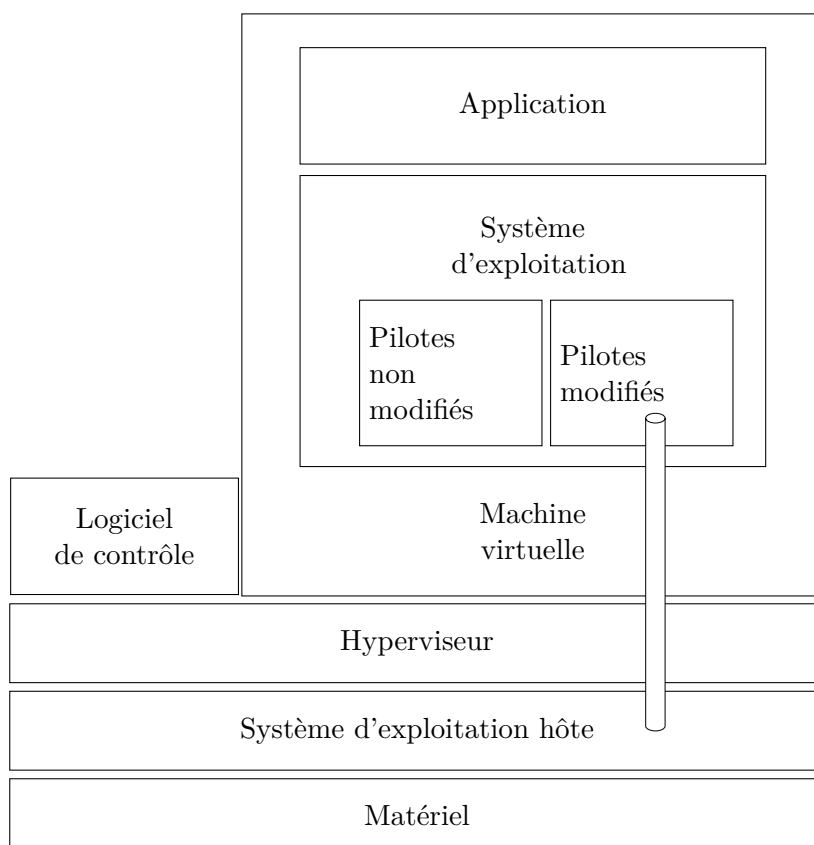 Application
Système
d'exploitation
Pilotes
non
modifiés
Pilotes
modifiés
Logiciel
de contrôle
Machine
virtuelle
Hyperviseur
Système d'exploitation hôte
Matériel